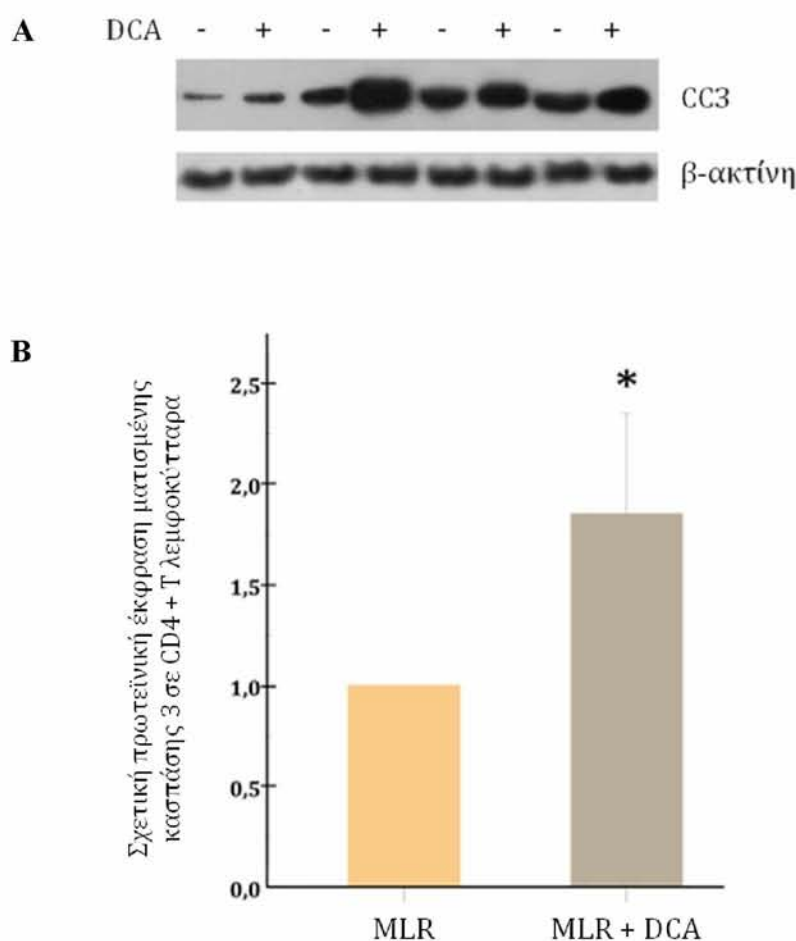 A
DCA - + - + - + - +
CC3
β-ακτίνη
B
Σχετική πρωτεϊνική έκφραση ματισμένης
κασπάσης 3 σε CD4 + T λεμφοκύτταρα
2,5
2,0
1,5
1,0
0,5
0,0
*
MLR
MLR + DCA